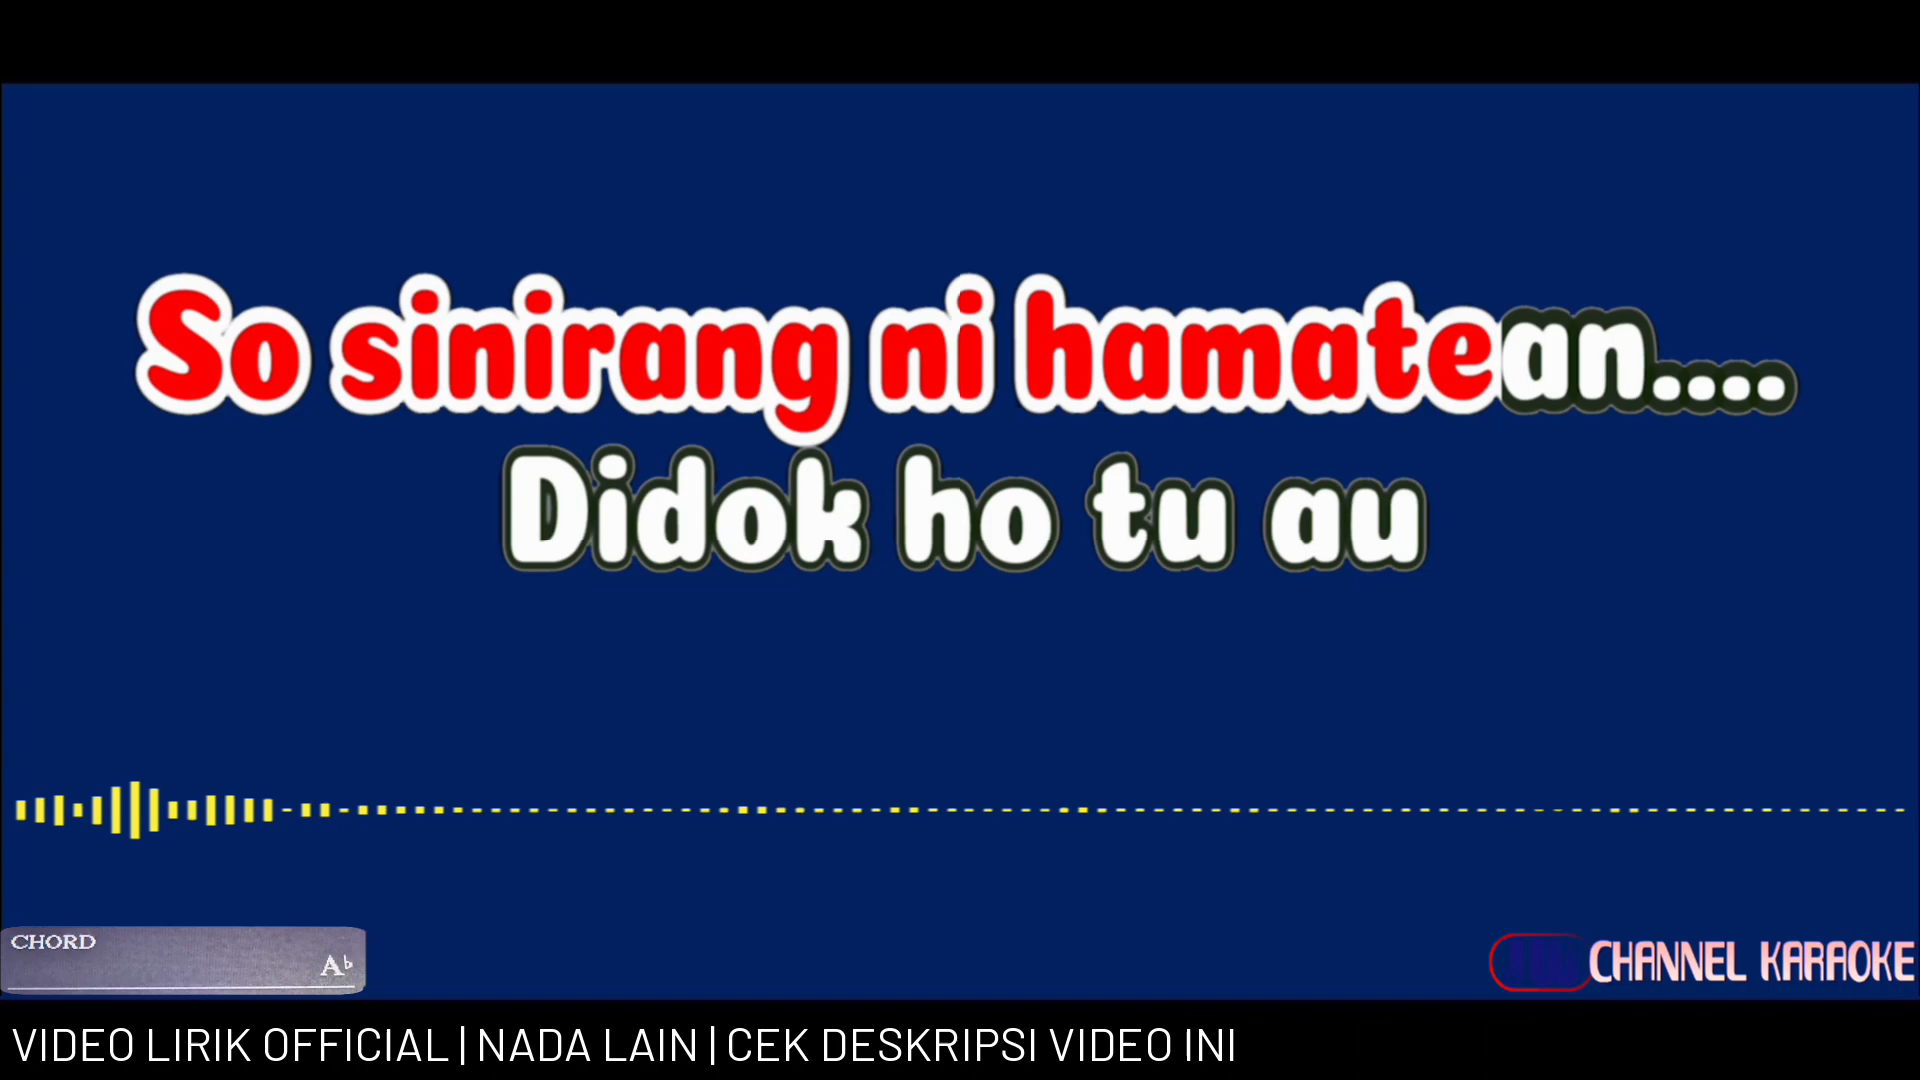 So sinirang ni hamatean....
Didok ho tu au
CHORD
A♭
CHANNEL KARAOKE
VIDEO LIRIK OFFICIAL | NADA LAIN | CEK DESKRIPSI VIDEO INI